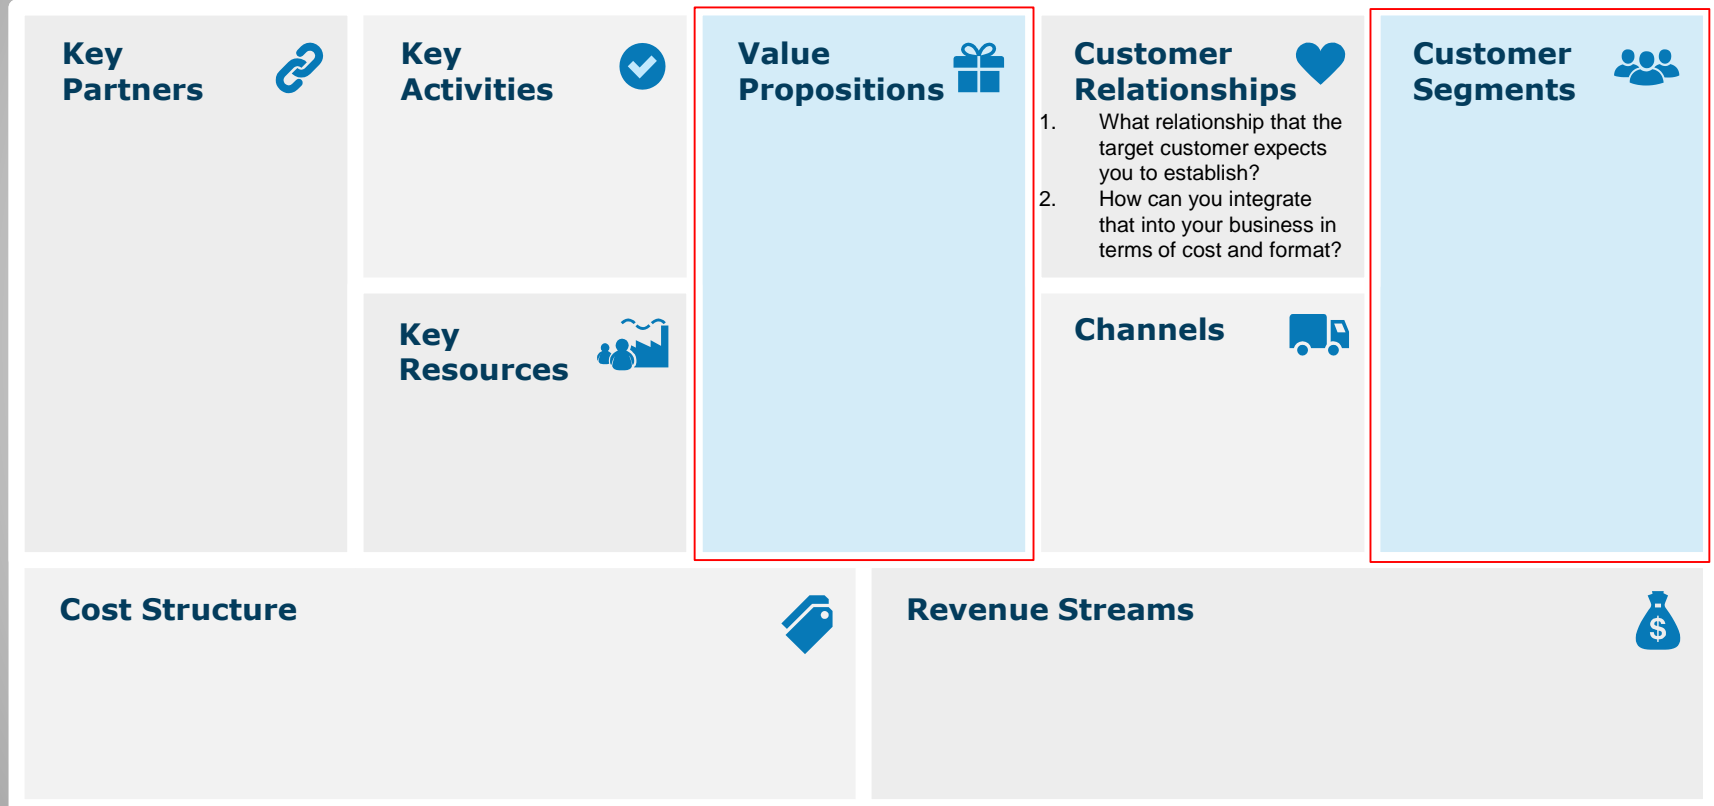 Key
Partners
Key
Activities
Value
Propositions
Customer
Relationships
1. What relationship that the
target customer expects
you to establish?
2. How can you integrate
that into your business in
terms of cost and format?
Customer
Segments
Key
Resources
Channels
Cost Structure
Revenue Streams
$